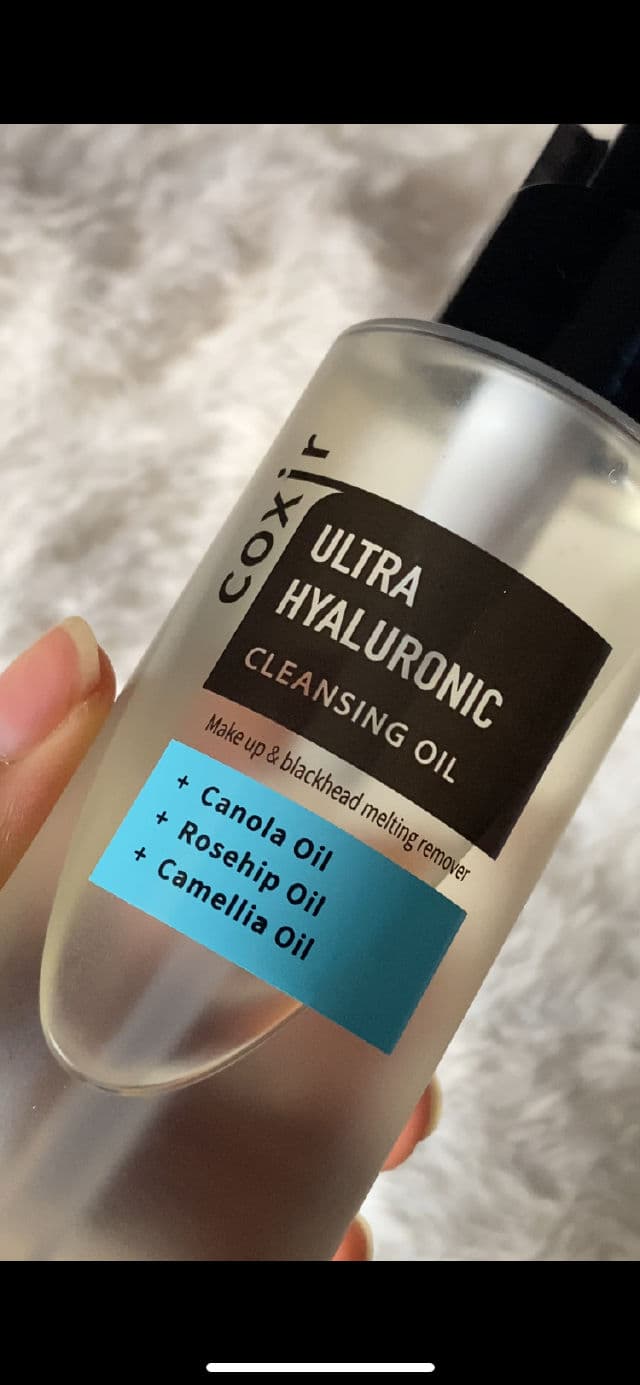 coxir
ULTRA
HYALURONIC
CLEANSING OIL
Make up & blackhead melting remover
+ Canola Oil
+ Rosehip Oil
+ Camellia Oil